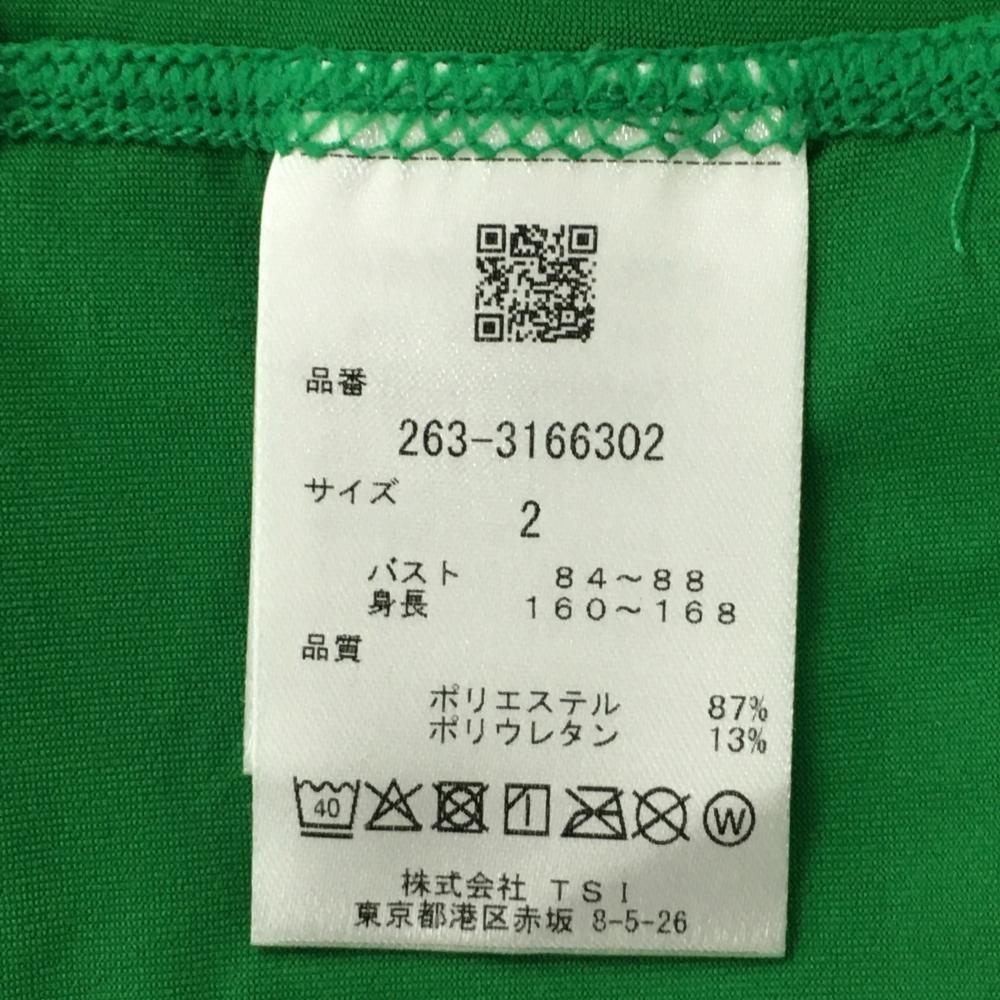 品番
263-3166302
サイズ
2
バスト 84~88
身長 160~168
品質
ポリエステル 87%
ポリウレタン 13%
40 W
株式会社 TSI
東京都港区赤坂 8-5-26